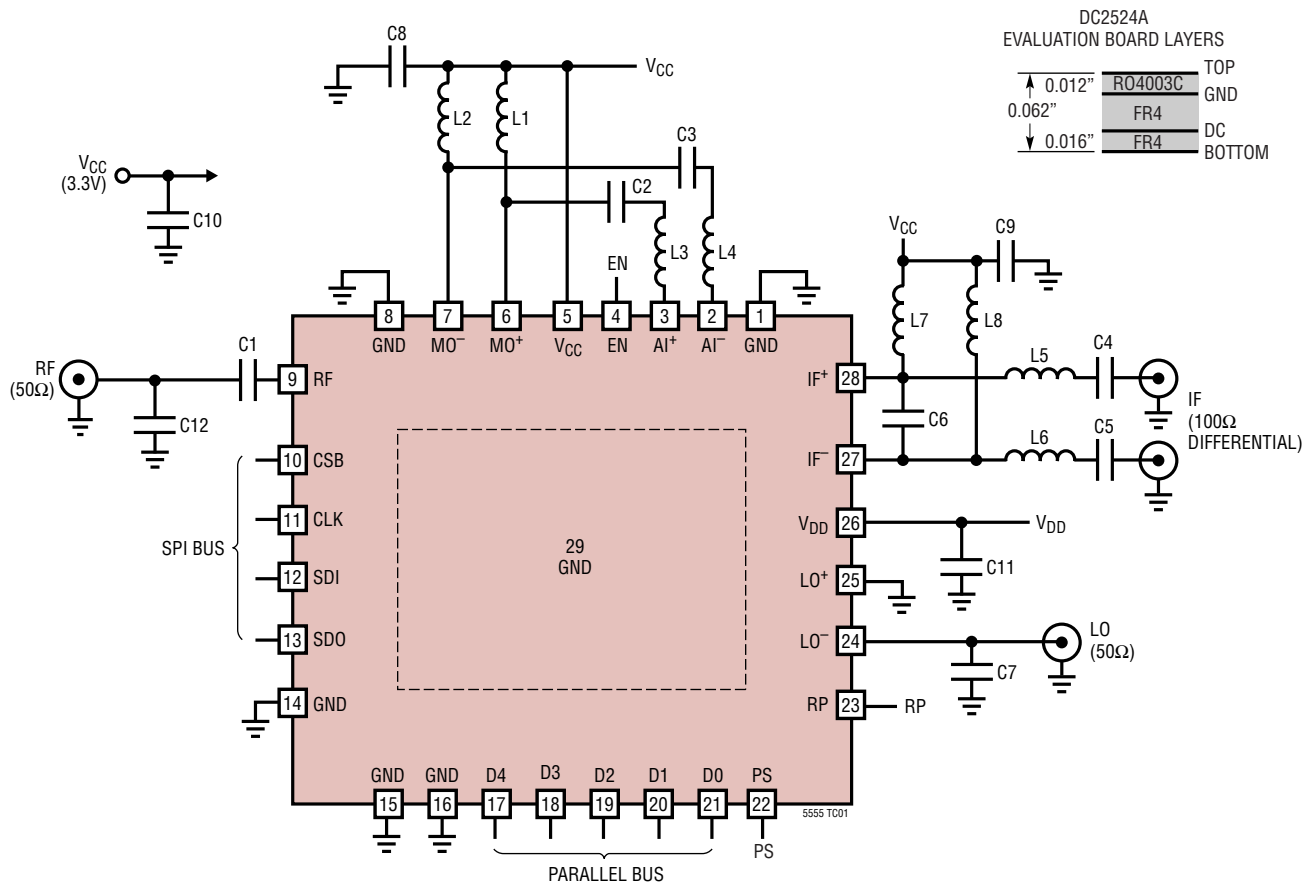 DC2524A
EVALUATION BOARD LAYERS
TOP
0.012”
RO4003C
GND
0.062”
FR4
DC
0.016”
FR4
BOTTOM
C8
VCC
L2
L1
C3
C2
L3
L4
VCC
(3.3V)
C10
EN
8
7
6
5
4
3
2
1
GND
MO–
MO+
VCC
EN
AI+
AI–
GND
VCC
C9
L7
L8
L5
C4
IF+
28
C6
L6
C5
IF–
27
IF
(100Ω
DIFFERENTIAL)
RF
(50Ω)
C1
9
RF
C12
10
CSB
11
CLK
12
SDI
13
SDO
SPI BUS
14
GND
29
GND
VDD
26
VDD
C11
LO+
25
LO–
24
LO
(50Ω)
C7
RP
23
RP
GND
GND
D4
D3
D2
D1
D0
PS
15
16
17
18
19
20
21
22
5555 TC01
PS
PARALLEL BUS